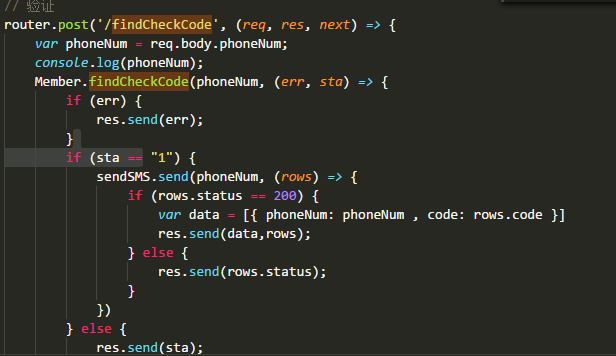 // 验证
router.post('/findCheckCode', (req, res, next) => {
    var phoneNum = req.body.phoneNum;
    console.log(phoneNum);
    Member.findCheckCode(phoneNum, (err, sta) => {
        if (err) {
            res.send(err);
        }
        if (sta == "1") {
            sendSMS.send(phoneNum, (rows) => {
                if (rows.status == 200) {
                    var data = [{ phoneNum: phoneNum , code: rows.code }]
                    res.send(data,rows);
                } else {
                    res.send(rows.status);
                }
            })
        } else {
            res.send(sta);